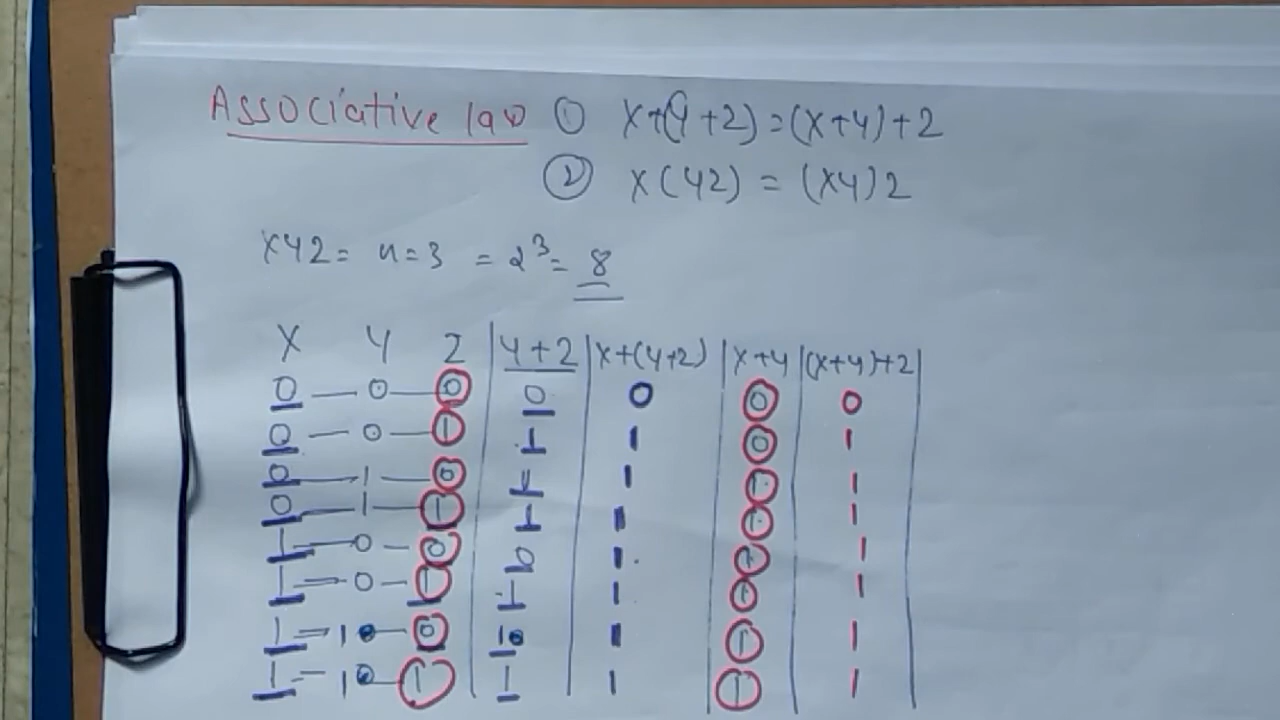 Associative law ① X+(Y+Z)=(X+Y)+Z
② X(YZ) = (XY)Z
XYZ = n=3 = 2³= 8
X Y Z | Y+Z | X+(Y+Z) | X+Y | (X+Y)+Z |
0 — 0 — 0 | 0 | 0 | 0 | 0
0 — 0 — 1 | 1 | 1 | 0 | 1
0 — 1 — 0 | 1 | 1 | 1 | 1
0 — 1 — 1 | 1 | 1 | 1 | 1
1 — 0 — 0 | 0 | 1 | 1 | 1
1 — 0 — 1 | 1 | 1 | 1 | 1
1 — 1 — 0 | 1 | 1 | 1 | 1
1 — 1 — 1 | 1 | 1 | 1 | 1